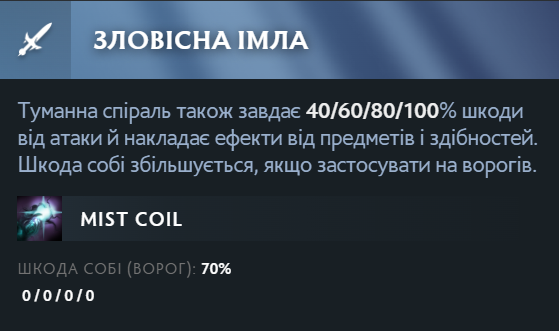 ЗЛОВІСНА ІМЛА
Туманна спіраль також завдає 40/60/80/100% шкоди
від атаки й накладає ефекти від предметів і здібностей.
Шкода собі збільшується, якщо застосувати на ворогів.
MIST COIL
ШКОДА СОБІ (ВОРОГ): 70%
0 / 0 / 0 / 0